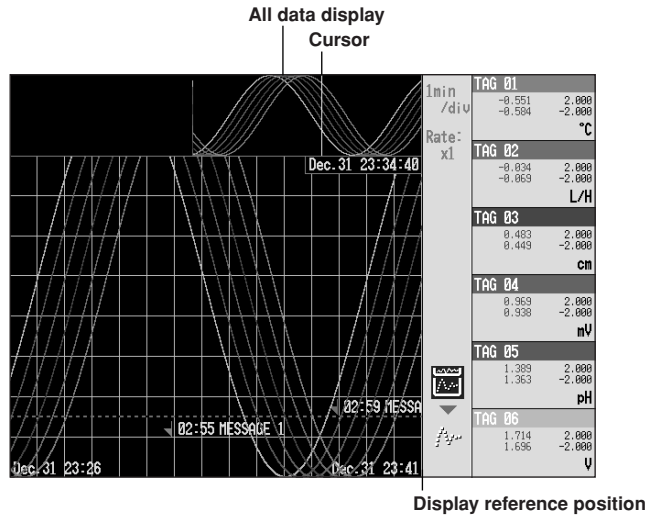 All data display
Cursor
1min
/div
Rate:
x1
Dec.31 23:34:40
TAG 01
-0.551 2.000
-0.584 -2.000
°C
TAG 02
-0.034 2.000
-0.069 -2.000
L/H
TAG 03
0.483 2.000
0.449 -2.000
cm
TAG 04
0.969 2.000
0.938 -2.000
mV
TAG 05
1.389 2.000
1.363 -2.000
pH
TAG 06
1.714 2.000
1.696 -2.000
V
02:59 MESSA
02:55 MESSAGE 1
Dec.31 23:26
Dec.31 23:41
Display reference position